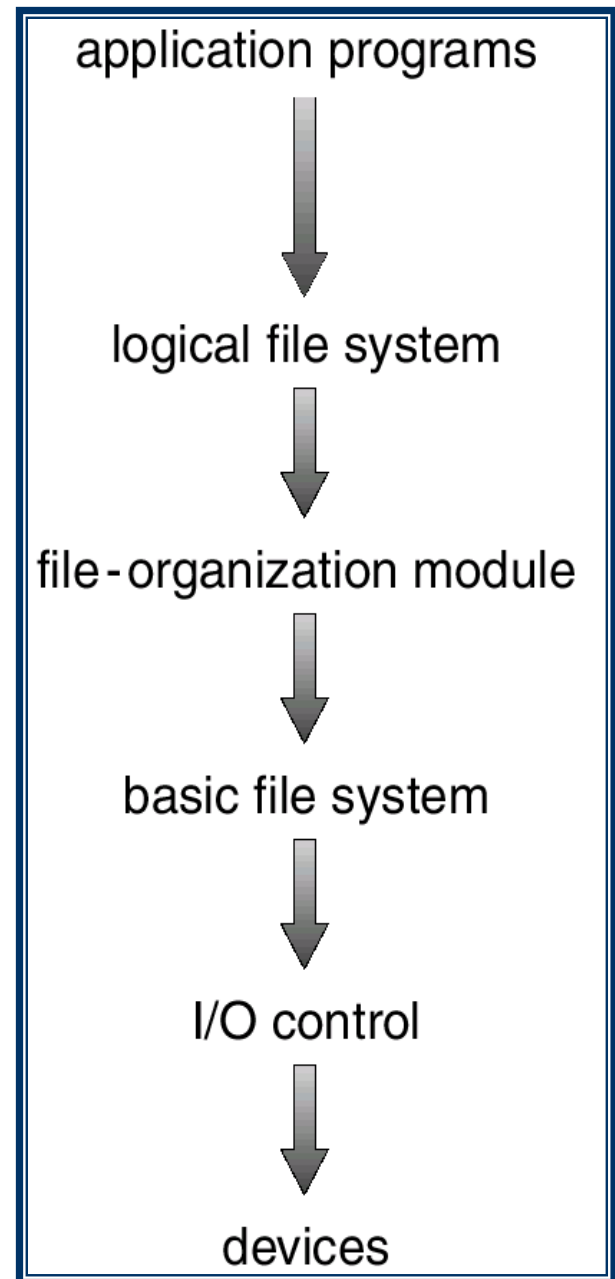 application programs
logical file system
file-organization module
basic file system
I/O control
devices